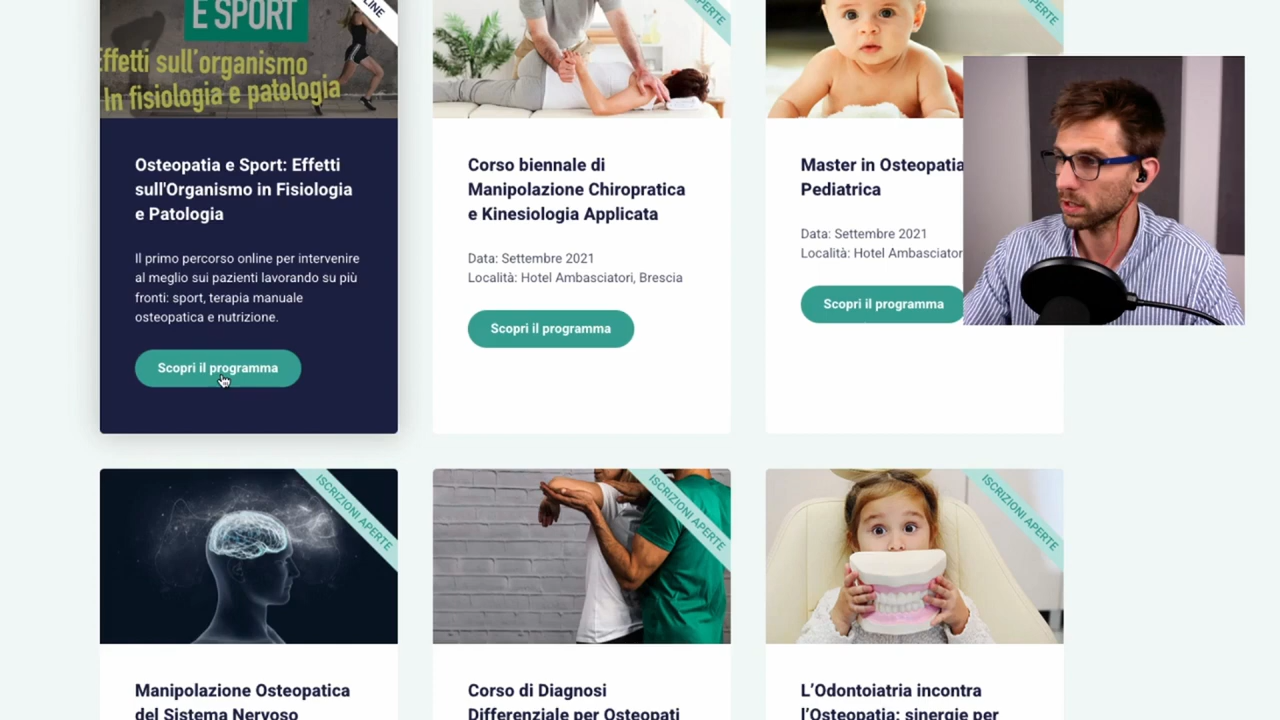 E SPORT
LINE
APERTE
APERTE
Effetti sull'organismo
In fisiologia e patologia
Osteopatia e Sport: Effetti
sull'Organismo in Fisiologia
e Patologia
Il primo percorso online per intervenire
al meglio sui pazienti lavorando su più
fronti: sport, terapia manuale
osteopatica e nutrizione.
Scopri il programma
Corso biennale di
Manipolazione Chiropratica
e Kinesiologia Applicata
Data: Settembre 2021
Località: Hotel Ambasciatori, Brescia
Scopri il programma
Master in Osteopatia
Pediatrica
Data: Settembre 2021
Località: Hotel Ambasciator
Scopri il programma
ISCRIZIONI APERTE
ISCRIZIONI APERTE
ISCRIZIONI APERTE
Manipolazione Osteopatica
del Sistema Nervoso
Corso di Diagnosi
Differenziale per Osteopati
L'Odontoiatria incontra
l'Osteopatia: sinergie per